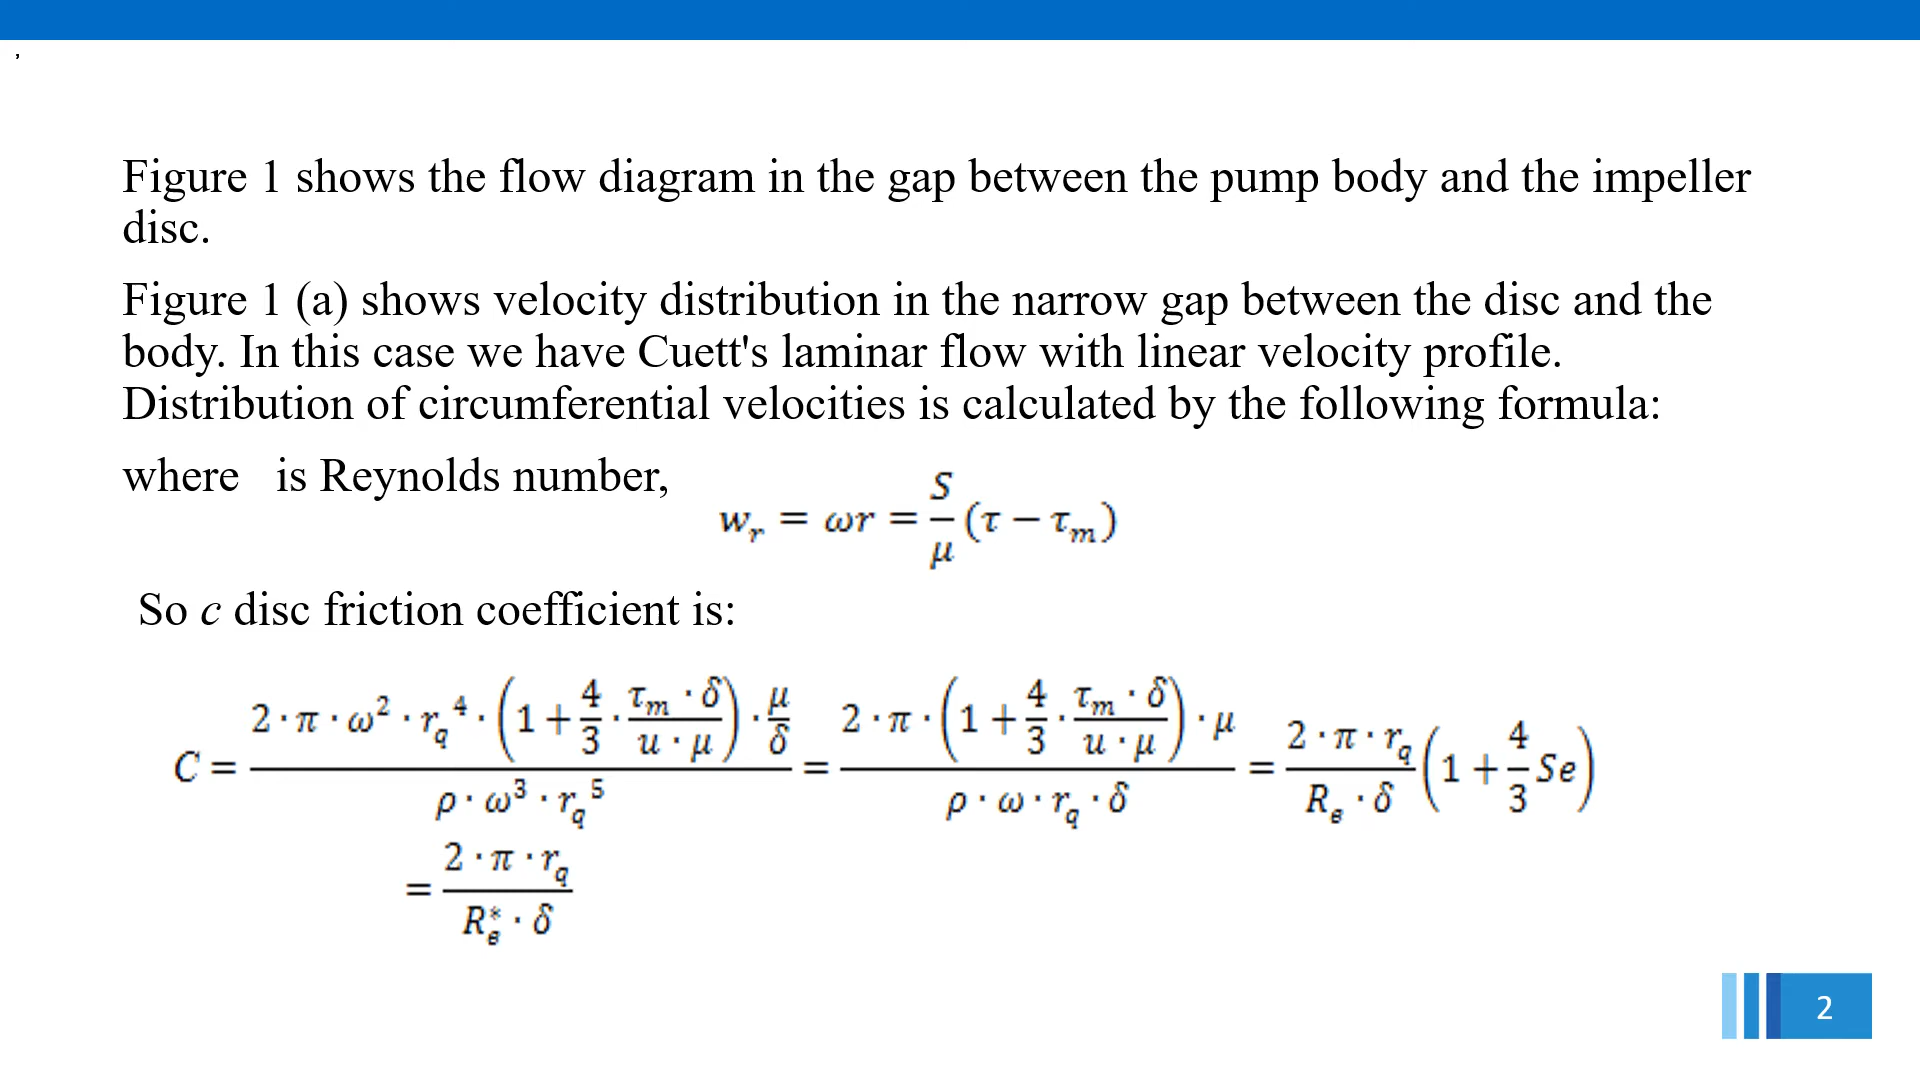 ,
Figure 1 shows the flow diagram in the gap between the pump body and the impeller
disc.
Figure 1 (a) shows velocity distribution in the narrow gap between the disc and the
body. In this case we have Cuett's laminar flow with linear velocity profile.
Distribution of circumferential velocities is calculated by the following formula:
where   is Reynolds number,
w_r = ωr = S/μ (τ − τ_m)
So c disc friction coefficient is:
C = (2 · π · ω² · r_q⁴ · (1 + 4/3 · (τ_m · δ)/(u · μ)) · μ/δ)/(ρ · ω³ · r_q⁵) = (2 · π · (1 + 4/3 · (τ_m · δ)/(u · μ)) · μ)/(ρ · ω · r_q · δ) = (2 · π · r_q)/(R_e · δ) (1 + 4/3 Se)
= (2 · π · r_q)/(R_e^* · δ)
2